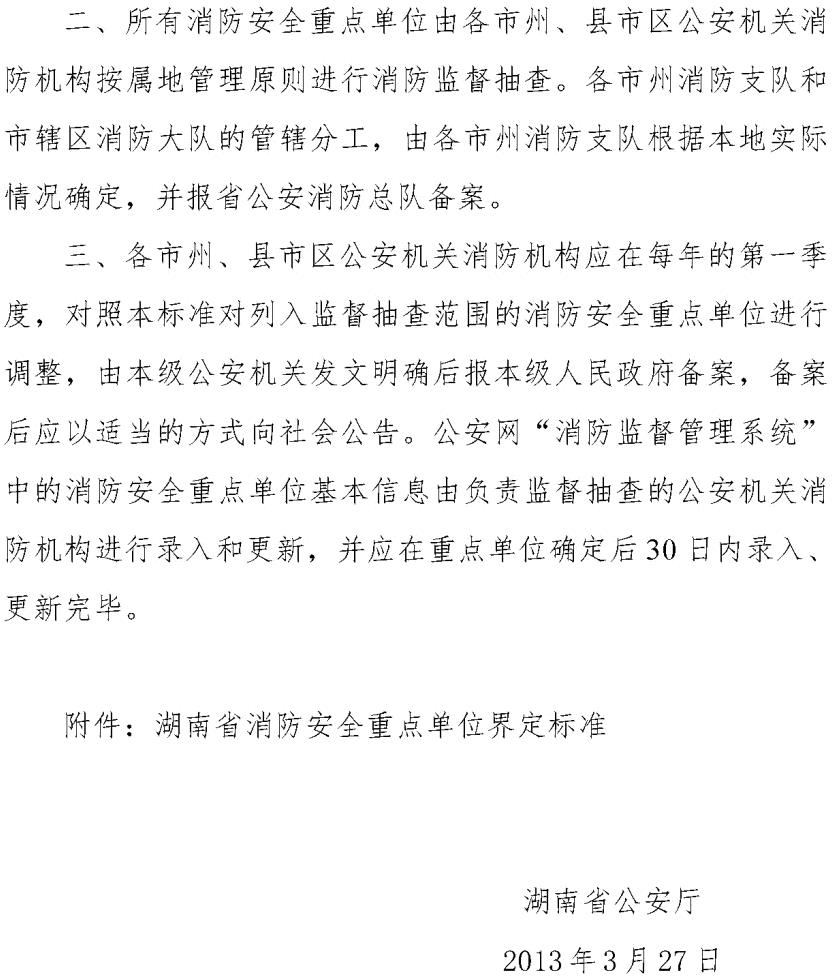 二、所有消防安全重点单位由各市州、县市区公安机关消
防机构按属地管理原则进行消防监督抽查。各市州消防支队和
市辖区消防大队的管辖分工，由各市州消防支队根据本地实际
情况确定，并报省公安消防总队备案。
三、各市州、县市区公安机关消防机构应在每年的第一季
度，对照本标准对列入监督抽查范围的消防安全重点单位进行
调整，由本级公安机关发文明确后报本级人民政府备案，备案
后应以适当的方式向社会公告。公安网“消防监督管理系统”
中的消防安全重点单位基本信息由负责监督抽查的公安机关消
防机构进行录入和更新，并应在重点单位确定后 30 日内录入、
更新完毕。
附件：湖南省消防安全重点单位界定标准
湖南省公安厅
2013 年 3 月 27 日